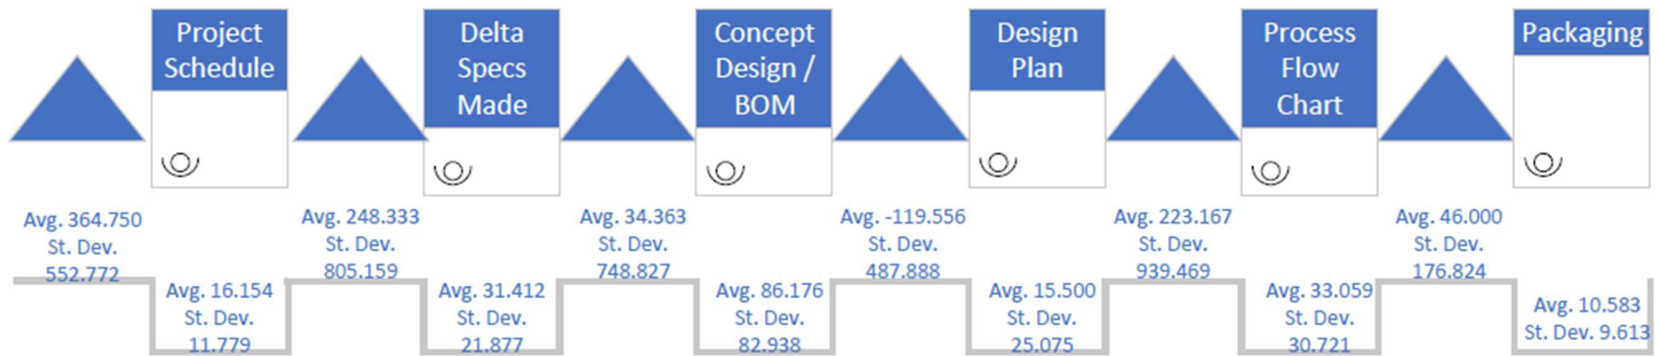 Project
Schedule
Delta
Specs
Made
Concept
Design /
BOM
Design
Plan
Process
Flow
Chart
Packaging
Avg. 364.750
St. Dev.
552.772
Avg. 248.333
St. Dev.
805.159
Avg. 34.363
St. Dev.
748.827
Avg. -119.556
St. Dev.
487.888
Avg. 223.167
St. Dev.
939.469
Avg. 46.000
St. Dev.
176.824
Avg. 16.154
St. Dev.
11.779
Avg. 31.412
St. Dev.
21.877
Avg. 86.176
St. Dev.
82.938
Avg. 15.500
St. Dev.
25.075
Avg. 33.059
St. Dev.
30.721
Avg. 10.583
St. Dev. 9.613